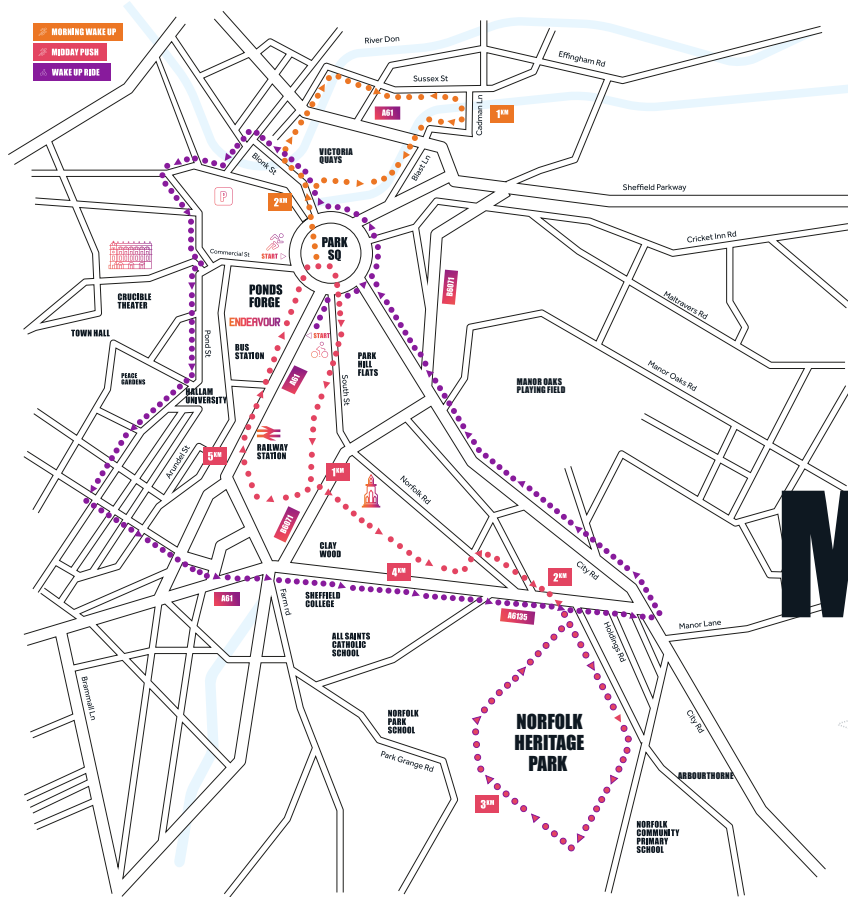 MORNING WAKE UP
MIDDAY PUSH
WAKE UP RIDE
River Don
Effingham Rd
Sussex St
A61
Cadman Ln
1KM
VICTORIA
QUAYS
Blonk St
Blast Ln
P
2KM
Sheffield Parkway
Cricket Inn Rd
Commercial St
START
PARK
SQ
B6071
CRUCIBLE
THEATER
PONDS
FORGE
ENDEAVOUR
Maltravers Rd
TOWN HALL
Pond St
BUS
STATION
START
PARK
HILL
FLATS
Manor Oaks Rd
PEACE
GARDENS
A61
South St
MANOR OAKS
PLAYING FIELD
HALLAM
UNIVERSITY
Arundel St
5KM
RAILWAY
STATION
1KM
Norfolk Rd
M
B6071
CLAY
WOOD
4KM
2KM
City Rd
A61
Farm rd
SHEFFIELD
COLLEGE
A6135
Holdings Rd
Manor Lane
ALL SAINTS
CATHOLIC
SCHOOL
Brammall Ln
NORFOLK
PARK
SCHOOL
NORFOLK
HERITAGE
PARK
City Rd
Park Grange Rd
ARBOURTHORNE
3KM
NORFOLK
COMMUNITY
PRIMARY
SCHOOL